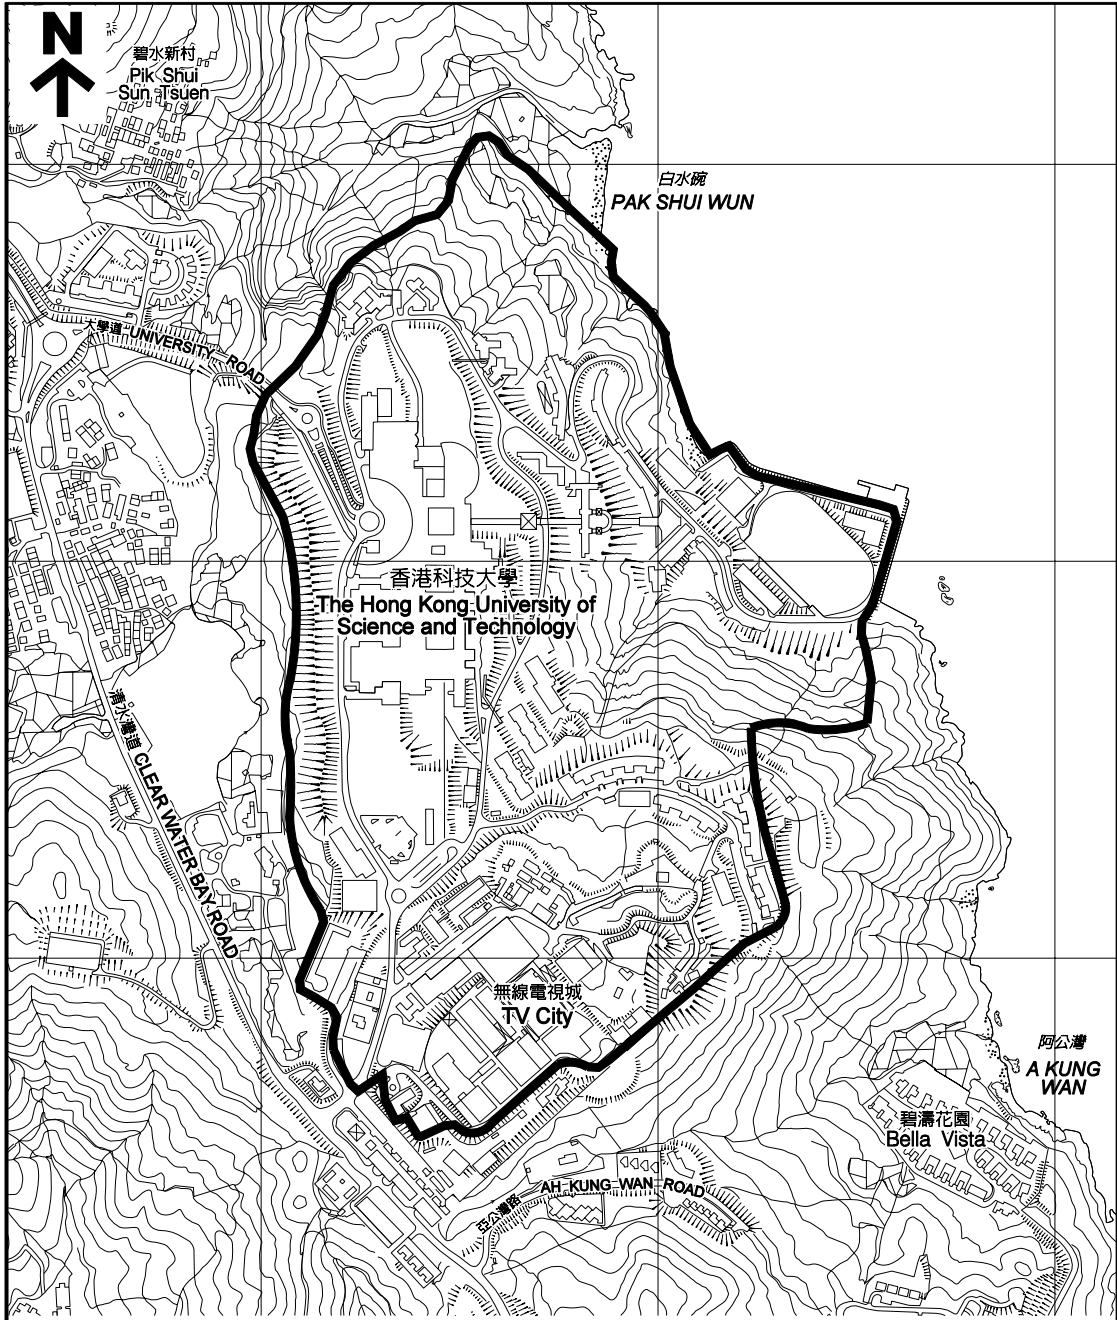 N
碧水新村
Pik Shui
Sun Tsuen
白水碗
PAK SHUI WUN
大學道 UNIVERSITY ROAD
香港科技大學
The Hong Kong University of
Science and Technology
清水灣道 CLEAR WATER BAY ROAD
無線電視城
TV City
阿公灣
A KUNG
WAN
碧濤花園
Bella Vista
亞公灣路 AH KUNG WAN ROAD